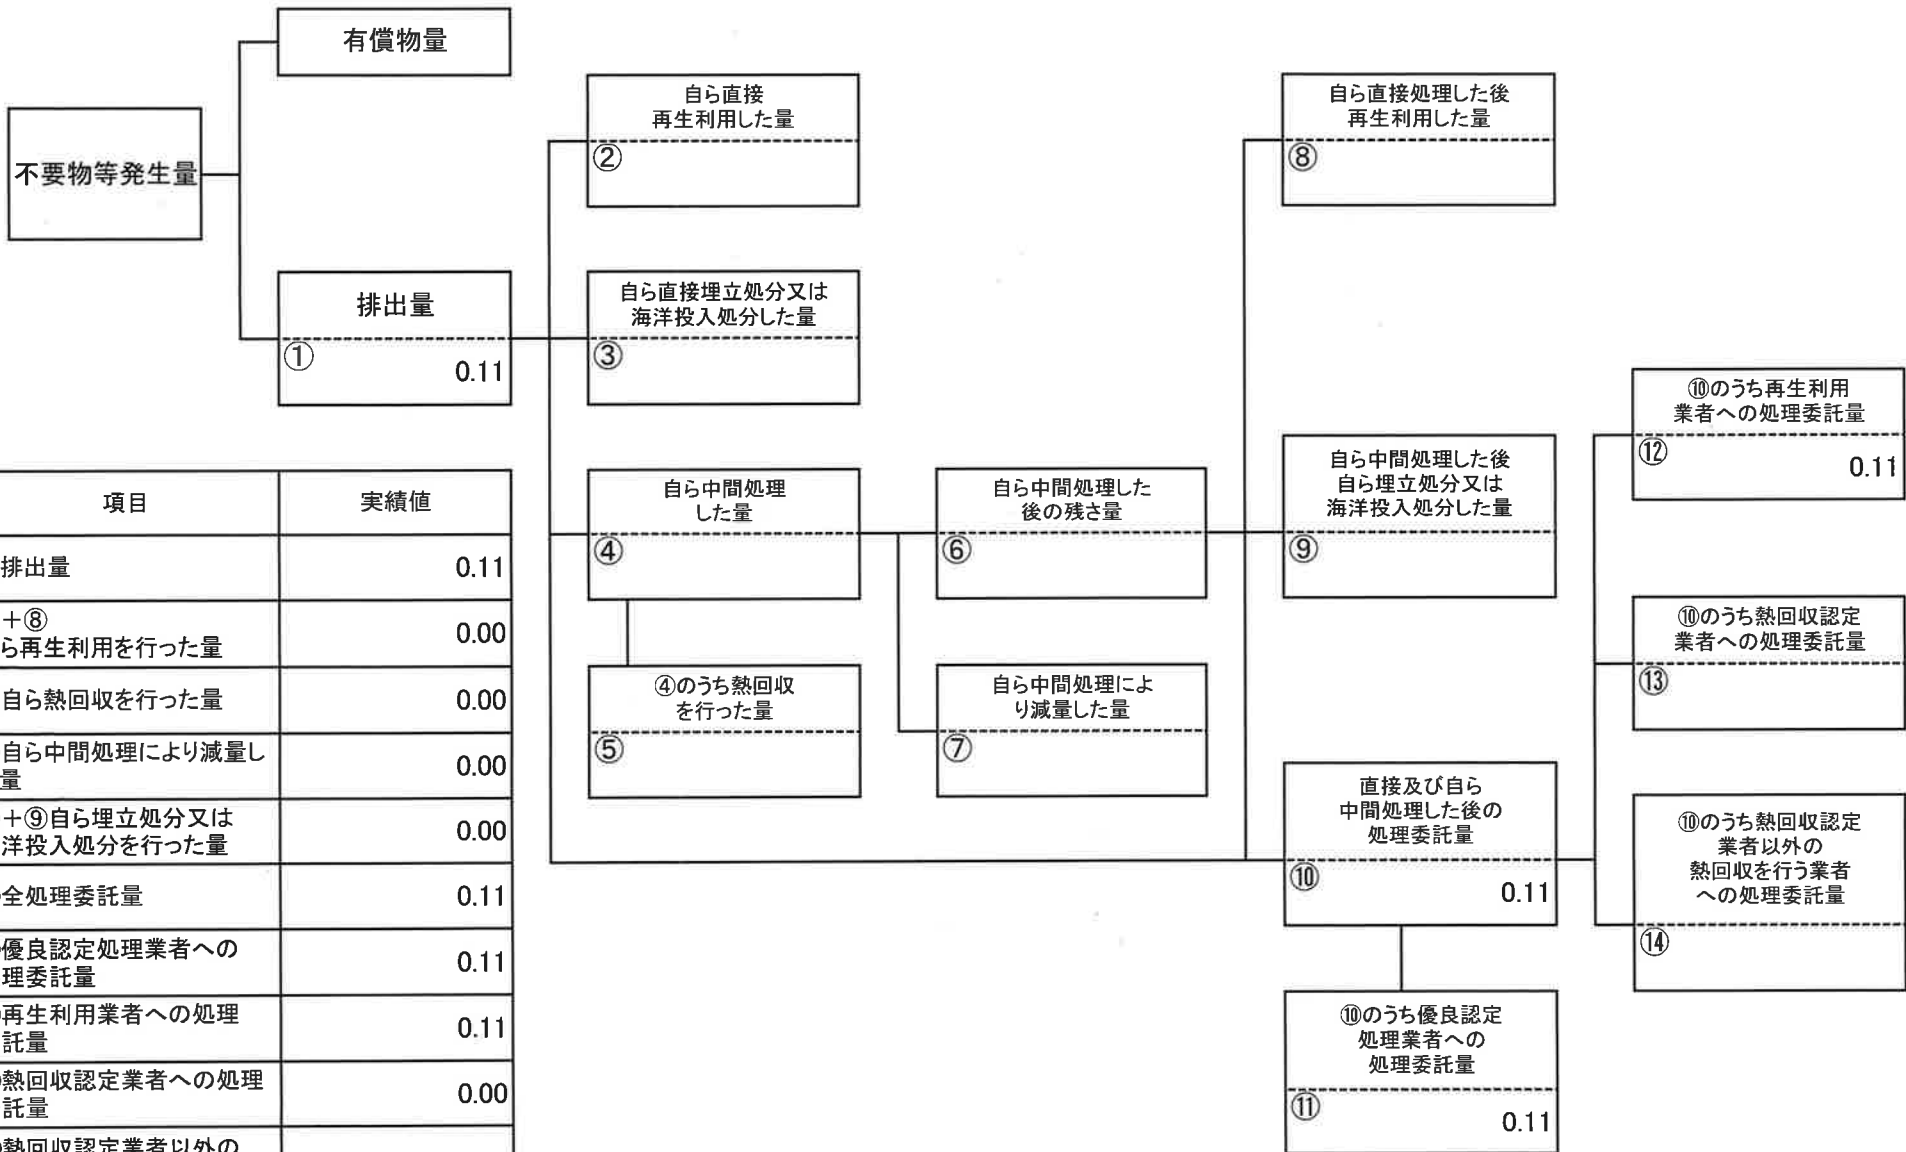 有償物量
不要物等発生量
排出量
①
0.11
自ら直接
再生利用した量
②
自ら直接埋立処分又は
海洋投入処分した量
③
自ら中間処理
した量
④
④のうち熱回収
を行った量
⑤
自ら中間処理した
後の残さ量
⑥
自ら中間処理によ
り減量した量
⑦
自ら直接処理した後
再生利用した量
⑧
自ら中間処理した後
自ら埋立処分又は
海洋投入処分した量
⑨
直接及び自ら
中間処理した後の
処理委託量
⑩
0.11
⑩のうち優良認定
処理業者への
処理委託量
⑪
0.11
⑩のうち再生利用
業者への処理委託量
⑫
0.11
⑩のうち熱回収認定
業者への処理委託量
⑬
⑩のうち熱回収認定
業者以外の
熱回収を行う業者
への処理委託量
⑭
項目 実績値
排出量 0.11
+⑧
ら再生利用を行った量 0.00
自ら熱回収を行った量 0.00
自ら中間処理により減量し
量 0.00
+⑨自ら埋立処分又は
洋投入処分を行った量 0.00
全処理委託量 0.11
優良認定処理業者への
理委託量 0.11
再生利用業者への処理
託量 0.11
熱回収認定業者への処理
託量 0.00
熱回収認定業者以外の